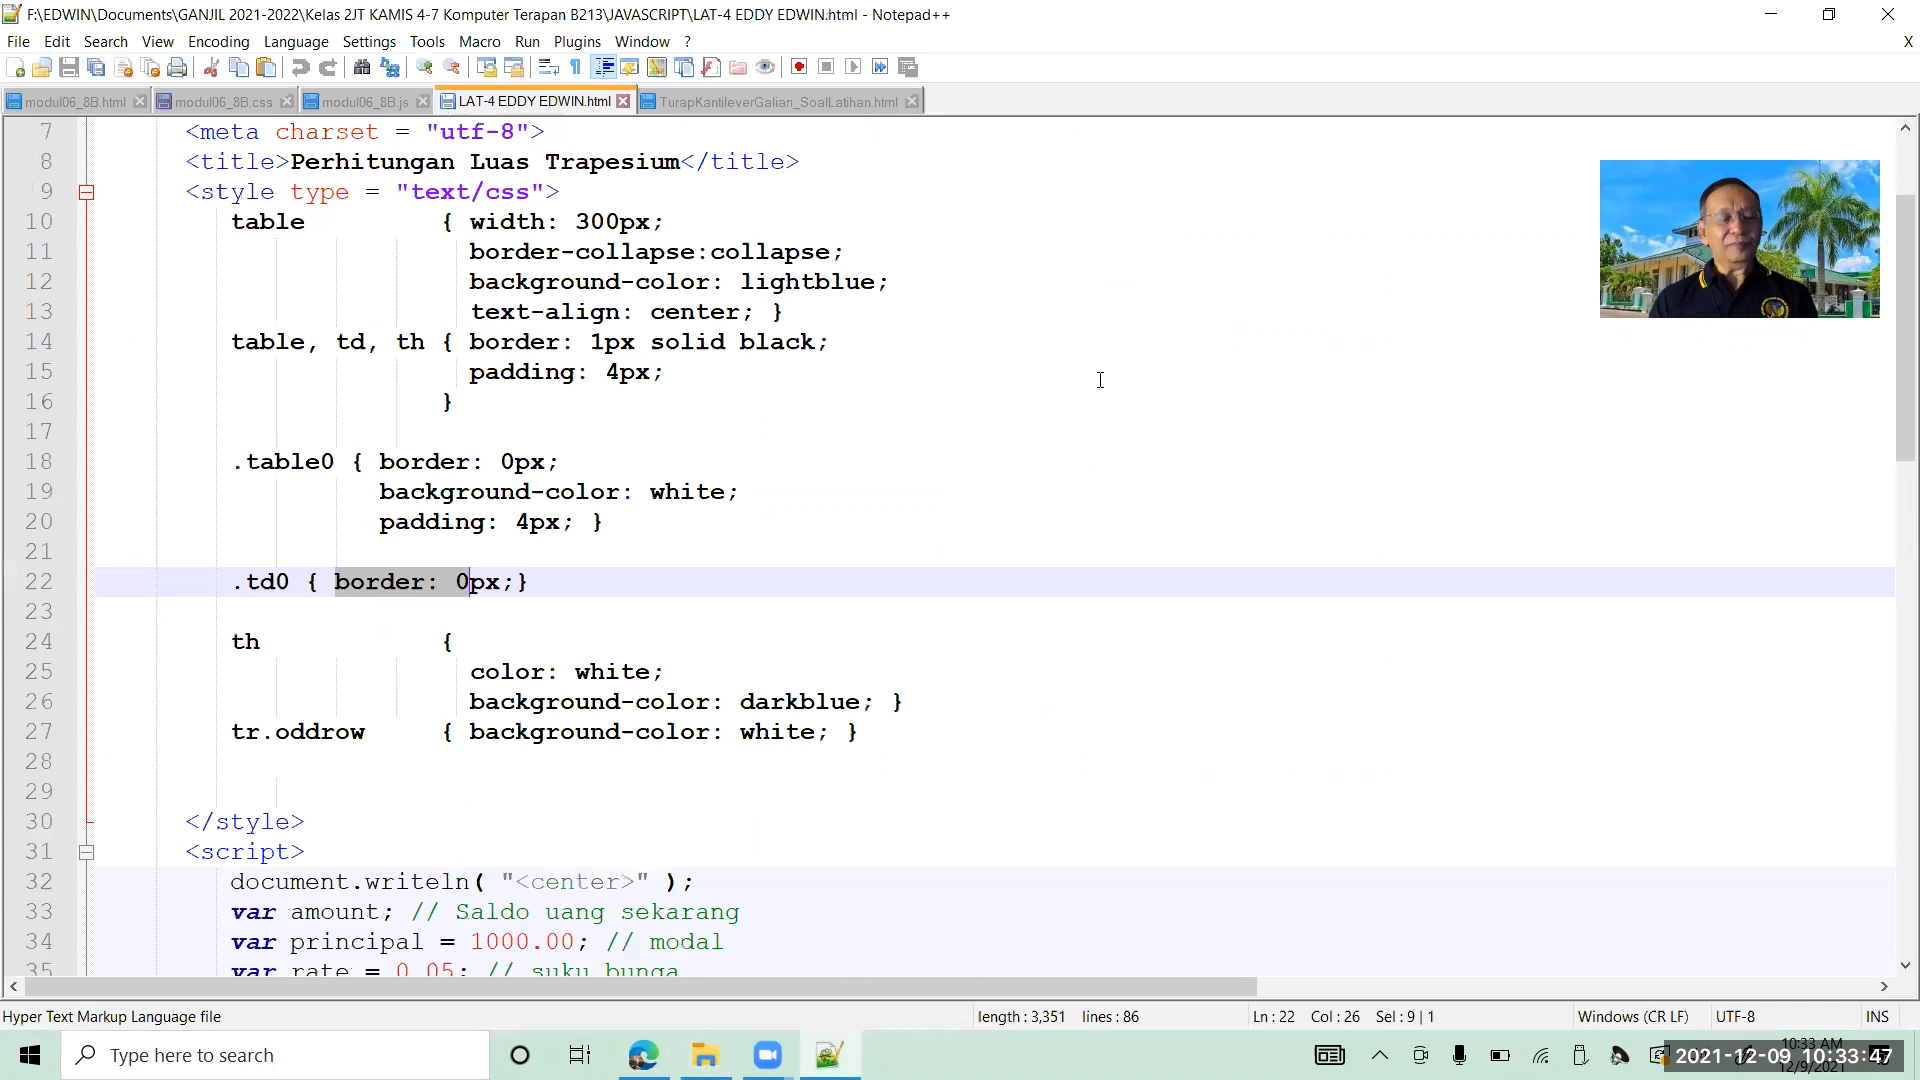 F:\EDWIN\Documents\GANJIL 2021-2022\Kelas 2JT KAMIS 4-7 Komputer Terapan B213\JAVASCRIPT\LAT-4 EDDY EDWIN.html - Notepad++
File Edit Search View Encoding Language Settings Tools Macro Run Plugins Window ? X
modul06_8B.html modul06_8B.css modul06_8B.js LAT-4 EDDY EDWIN.html TurapKantileverGalian_SoalLatihan.html
7 <meta charset = "utf-8">
8 <title>Perhitungan Luas Trapesium</title>
9 <style type = "text/css">
10 table { width: 300px;
11 border-collapse:collapse;
12 background-color: lightblue;
13 text-align: center; }
14 table, td, th { border: 1px solid black;
15 padding: 4px;
16 }
17
18 .table0 { border: 0px;
19 background-color: white;
20 padding: 4px; }
21
22 .td0 { border: 0px;}
23
24 th {
25 color: white;
26 background-color: darkblue; }
27 tr.oddrow { background-color: white; }
28
29
30 </style>
31 <script>
32 document.writeln( "<center>" );
33 var amount; // Saldo uang sekarang
34 var principal = 1000.00; // modal
35 var rate = 0.05; // suku bunga
Hyper Text Markup Language file length : 3,351 lines : 86 Ln : 22 Col : 26 Sel : 9 | 1 Windows (CR LF) UTF-8 INS
Type here to search
10:33 AM
2021-12-09 10:33:47
12/9/2021